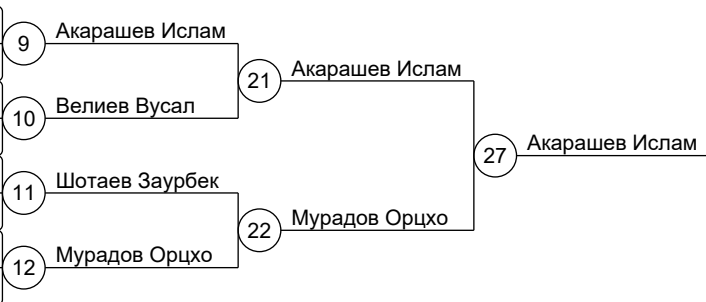 9 Акарашев Ислам
21 Акарашев Ислам
10 Велиев Вусал
27 Акарашев Ислам
11 Шотаев Заурбек
22 Мурадов Орцхо
12 Мурадов Орцхо